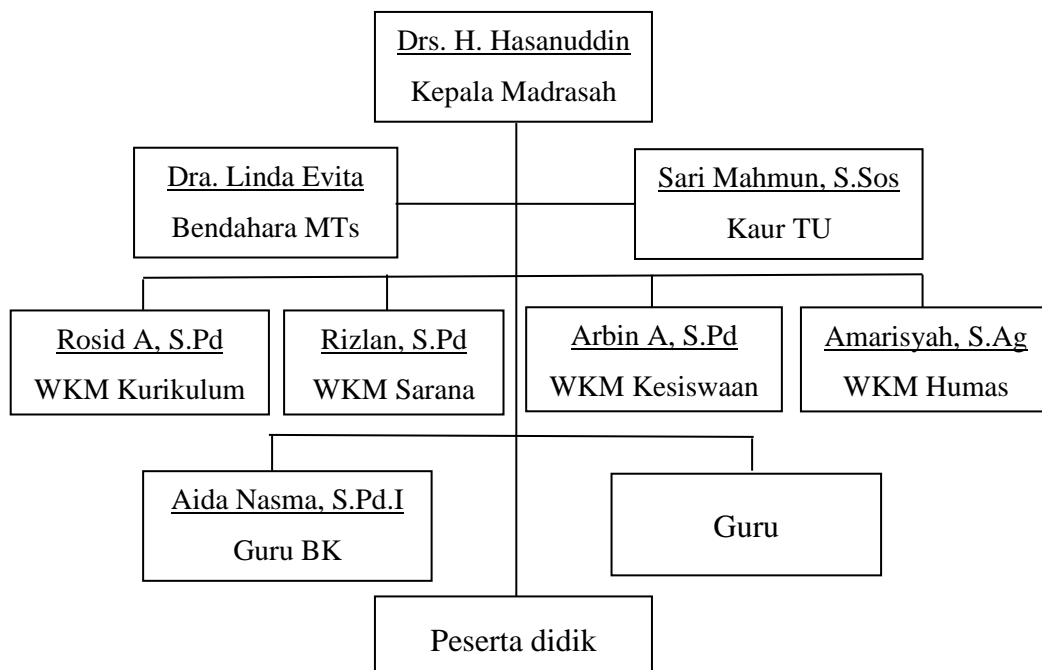 Drs. H. Hasanuddin
Kepala Madrasah
Dra. Linda Evita
Bendahara MTs
Sari Mahmun, S.Sos
Kaur TU
Rosid A, S.Pd
WKM Kurikulum
Rizlan, S.Pd
WKM Sarana
Arbin A, S.Pd
WKM Kesiswaan
Amarisyah, S.Ag
WKM Humas
Aida Nasma, S.Pd.I
Guru BK
Guru
Peserta didik